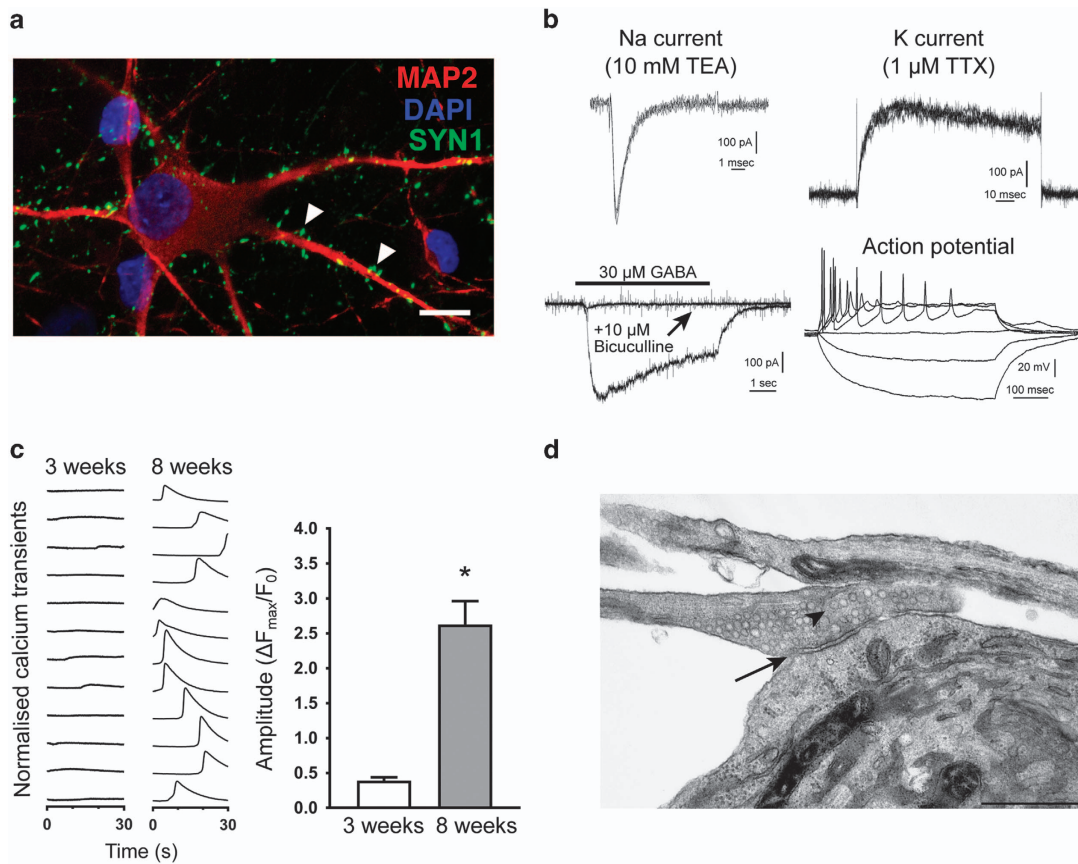 a
MAP2
DAPI
SYN1
b
Na current
(10 mM TEA)
100 pA
1 msec
K current
(1 µM TTX)
100 pA
10 msec
30 µM GABA
+10 µM
Bicuculline
100 pA
1 sec
Action potential
20 mV
100 msec
c
3 weeks
8 weeks
Normalised calcium transients
0
30
0
30
Time (s)
Amplitude (ΔFmax/F0)
4.0
3.5
3.0
2.5
2.0
1.5
1.0
0.5
0.0
*
3 weeks
8 weeks
d